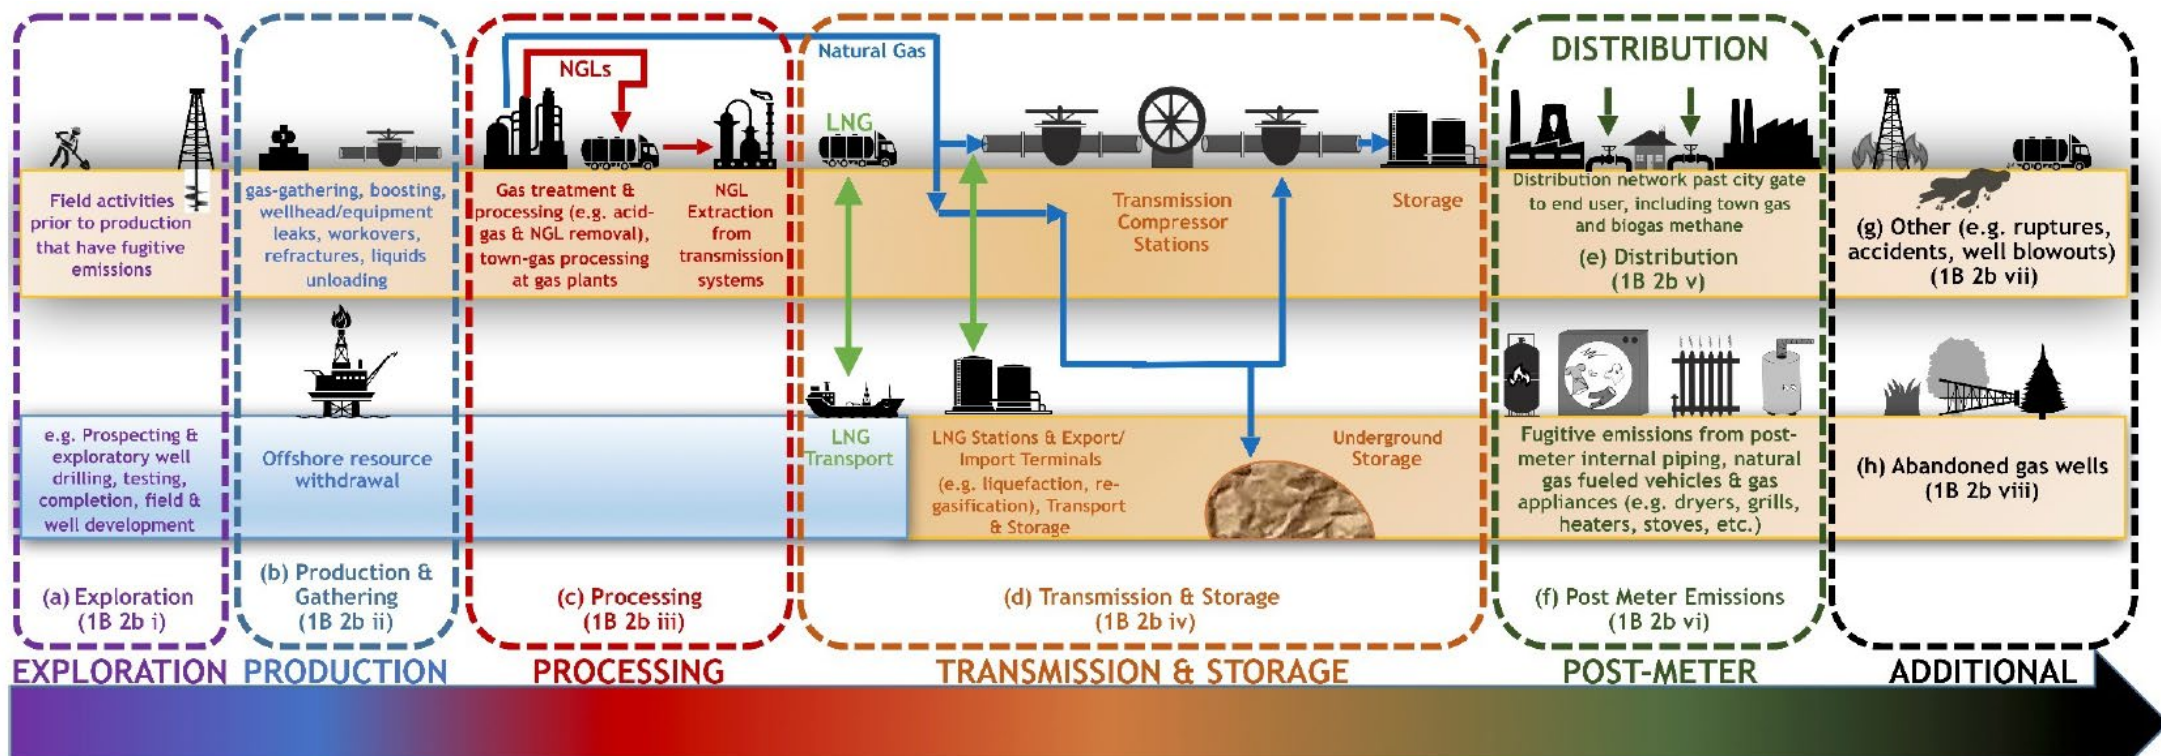 Field activities
prior to production
that have fugitive
emissions
e.g. Prospecting &
exploratory well
drilling, testing,
completion, field &
well development
(a) Exploration
(1B 2b i)
EXPLORATION
gas-gathering, boosting,
wellhead/equipment
leaks, workovers,
refractures, liquids
unloading
Offshore resource
withdrawal
(b) Production &
Gathering
(1B 2b ii)
PRODUCTION
NGLs
Gas treatment &
processing (e.g. acid-
gas & NGL removal),
town-gas processing
at gas plants
NGL
Extraction
from
transmission
systems
(c) Processing
(1B 2b iii)
PROCESSING
Natural Gas
LNG
Transmission
Compressor
Stations
Storage
LNG
Transport
LNG Stations & Export/
Import Terminals
(e.g. liquefaction, re-
gasification), Transport
& Storage
Underground
Storage
(d) Transmission & Storage
(1B 2b iv)
TRANSMISSION & STORAGE
DISTRIBUTION
Distribution network past city gate
to end user, including town gas
and biogas methane
(e) Distribution
(1B 2b v)
Fugitive emissions from post-
meter internal piping, natural
gas fueled vehicles & gas
appliances (e.g. dryers, grills,
heaters, stoves, etc.)
(f) Post Meter Emissions
(1B 2b vi)
POST-METER
(g) Other (e.g. ruptures,
accidents, well blowouts)
(1B 2b vii)
(h) Abandoned gas wells
(1B 2b viii)
ADDITIONAL